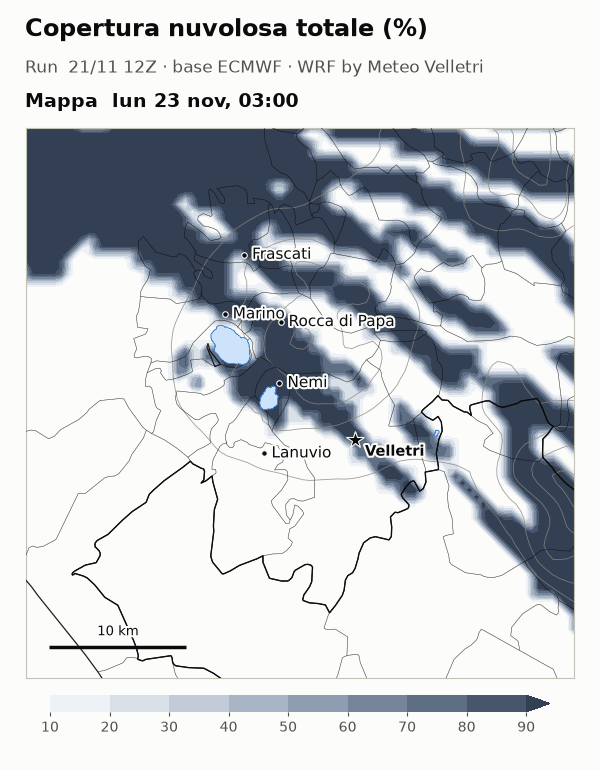 Copertura nuvolosa totale (%)
Run  21/11 12Z · base ECMWF · WRF by Meteo Velletri
Mappa  lun 23 nov, 03:00
Frascati
Marino
Rocca di Papa
Nemi
Velletri
Lanuvio
10 km
10 20 30 40 50 60 70 80 90